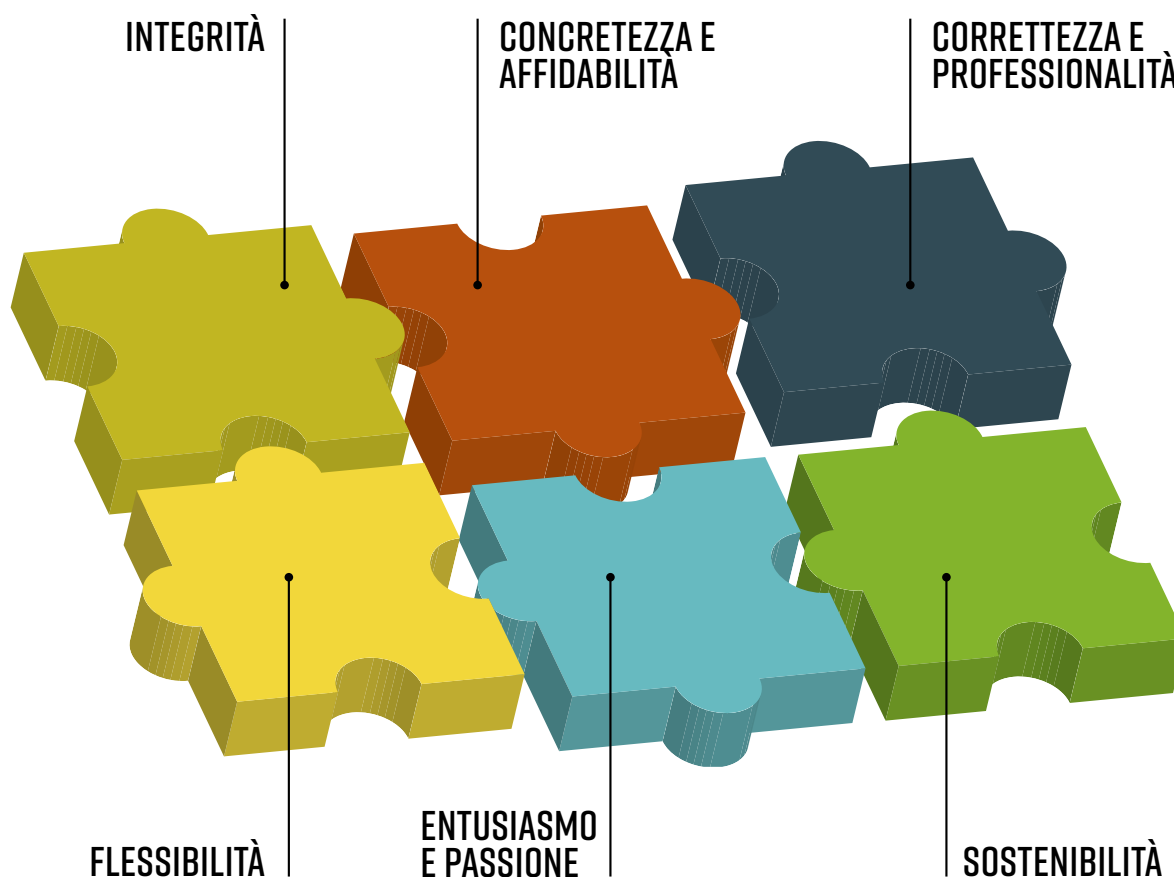 INTEGRITÀ
CONCRETEZZA E
AFFIDABILITÀ
CORRETTEZZA E
PROFESSIONALITÀ
FLESSIBILITÀ
ENTUSIASMO
E PASSIONE
SOSTENIBILITÀ